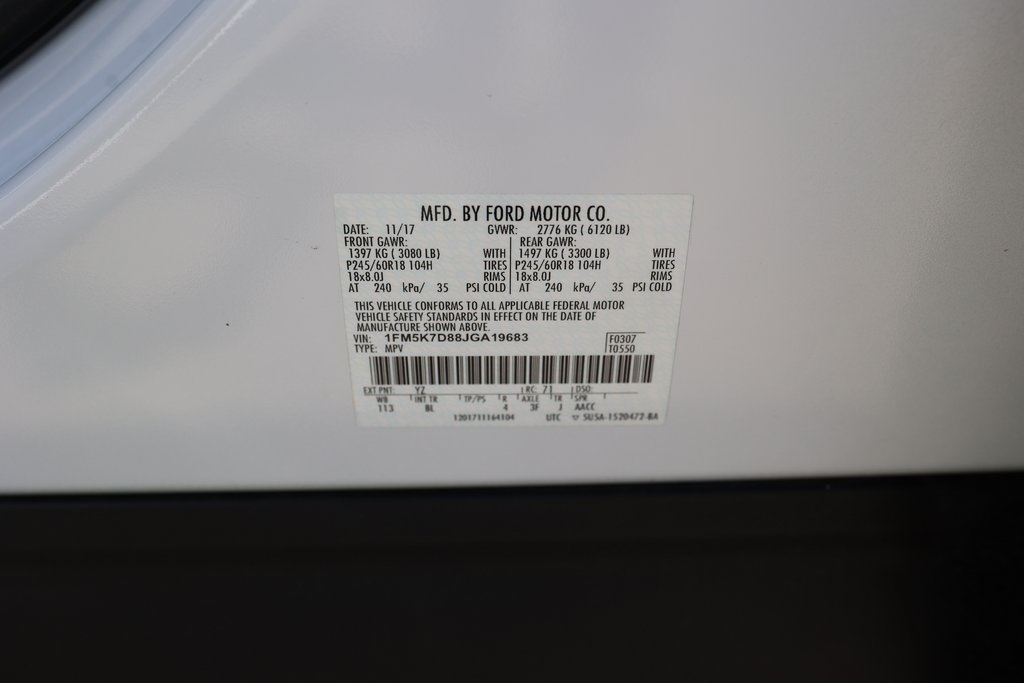 MFD. BY FORD MOTOR CO.
DATE: 11/17 GVWR: 2776 KG ( 6120 LB)
FRONT GAWR: REAR GAWR:
1397 KG ( 3080 LB) WITH 1497 KG ( 3300 LB) WITH
P245/60R18 104H TIRES P245/60R18 104H TIRES
18x8.0J RIMS 18x8.0J RIMS
AT 240 kPa/ 35 PSI COLD AT 240 kPa/ 35 PSI COLD
THIS VEHICLE CONFORMS TO ALL APPLICABLE FEDERAL MOTOR
VEHICLE SAFETY STANDARDS IN EFFECT ON THE DATE OF
MANUFACTURE SHOWN ABOVE.
VIN: 1FM5K7D88JGA19683 F0307
TYPE: MPV T0550
EXT PNT: YZ RC: 71 DSO:
WB INT TR TP/PS R AXLE TR SPR
113 BL 4 3F J AACC
1201711164104 UTC 5USA-1520472-BA